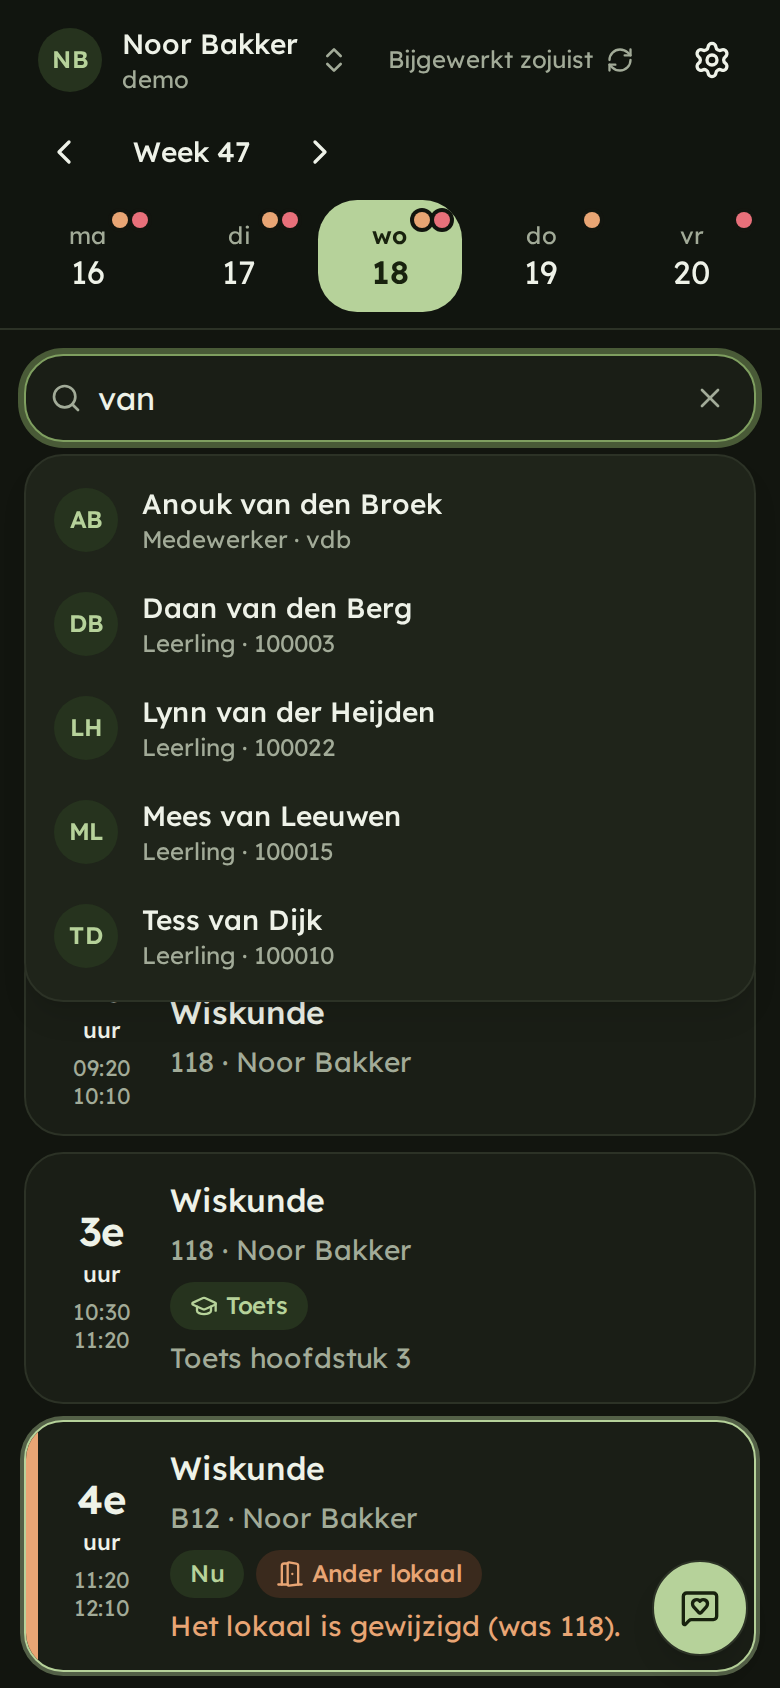 NB
Noor Bakker
demo
Bijgewerkt zojuist
Week 47
ma
16
di
17
wo
18
do
19
vr
20
van
AB
Anouk van den Broek
Medewerker · vdb
DB
Daan van den Berg
Leerling · 100003
LH
Lynn van der Heijden
Leerling · 100022
ML
Mees van Leeuwen
Leerling · 100015
TD
Tess van Dijk
Leerling · 100010
uur
09:20
10:10
Wiskunde
118 · Noor Bakker
3e
uur
10:30
11:20
Wiskunde
118 · Noor Bakker
Toets
Toets hoofdstuk 3
4e
uur
11:20
12:10
Wiskunde
B12 · Noor Bakker
Nu
Ander lokaal
Het lokaal is gewijzigd (was 118).